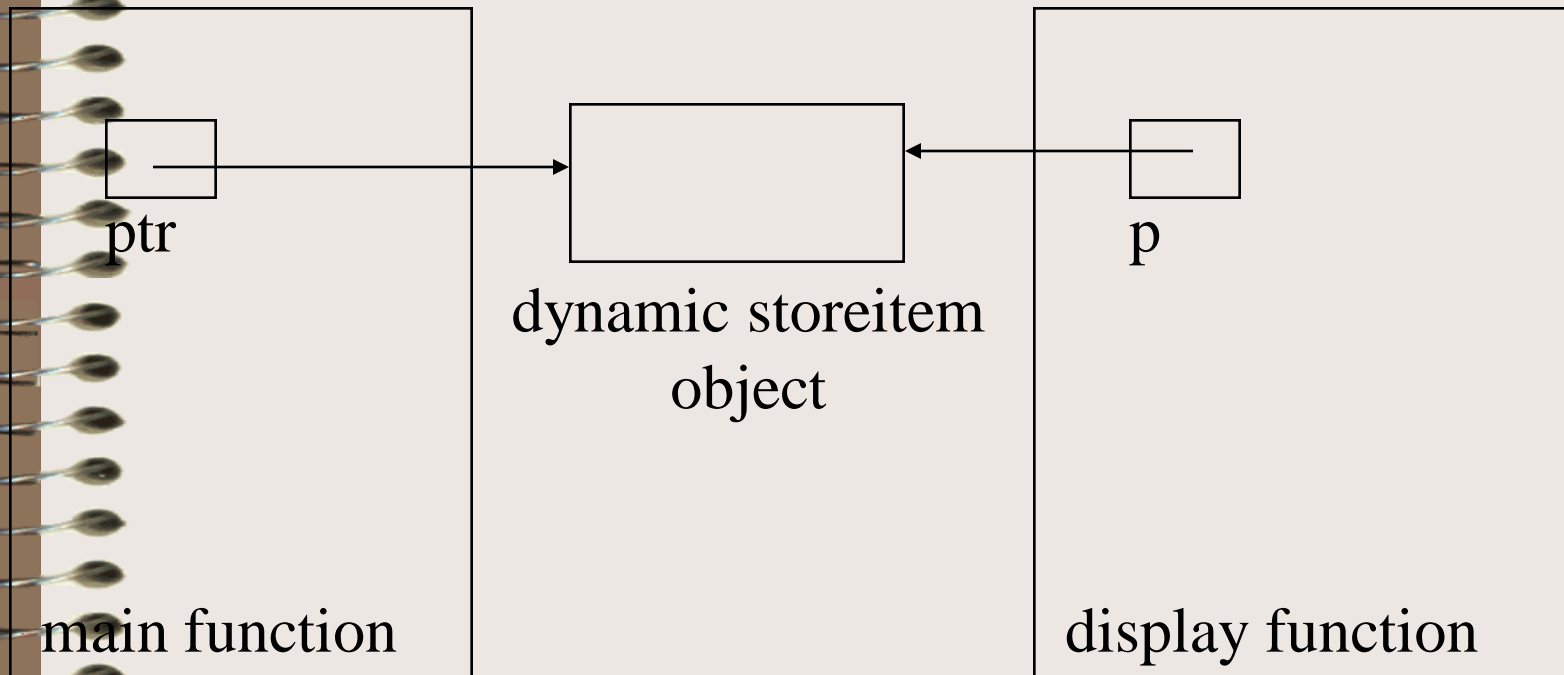 ptr
p
dynamic storeitem
object
main function
display function